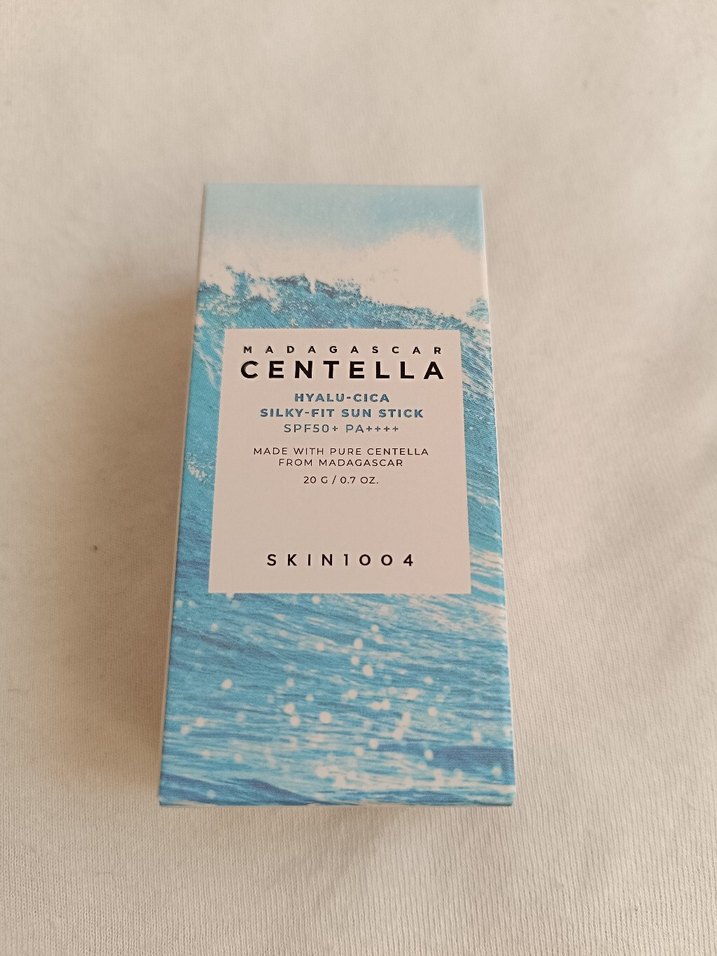 MADAGASCAR
CENTELLA
HYALU-CICA
SILKY-FIT SUN STICK
SPF50+ PA++++
MADE WITH PURE CENTELLA
FROM MADAGASCAR
20 G / 0.7 OZ.
SKIN1004